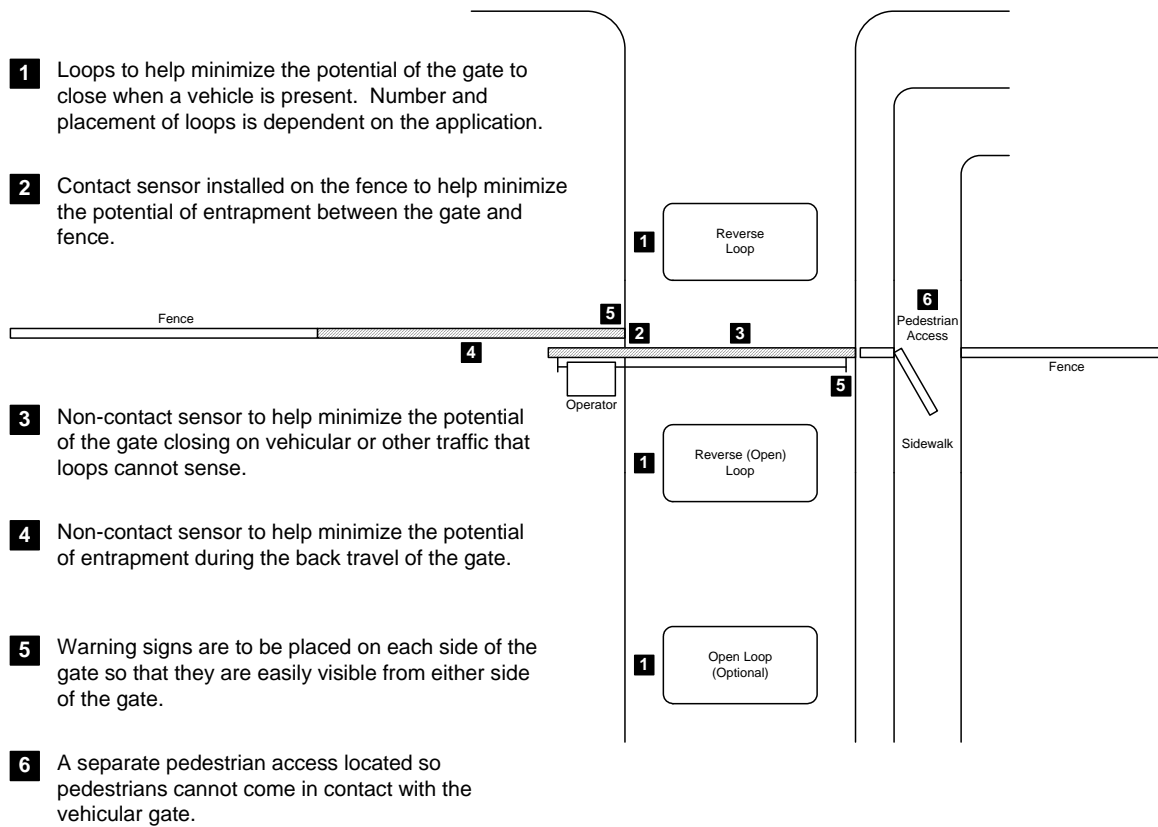 1 Loops to help minimize the potential of the gate to
close when a vehicle is present. Number and
placement of loops is dependent on the application.
2 Contact sensor installed on the fence to help minimize
the potential of entrapment between the gate and
fence.
1
Reverse
Loop
6
Pedestrian
Access
Fence
5
2
3
4
Operator
5
Fence
3 Non-contact sensor to help minimize the potential
of the gate closing on vehicular or other traffic that
loops cannot sense.
1
Reverse (Open)
Loop
Sidewalk
4 Non-contact sensor to help minimize the potential
of entrapment during the back travel of the gate.
5 Warning signs are to be placed on each side of the
gate so that they are easily visible from either side
of the gate.
1
Open Loop
(Optional)
6 A separate pedestrian access located so
pedestrians cannot come in contact with the
vehicular gate.